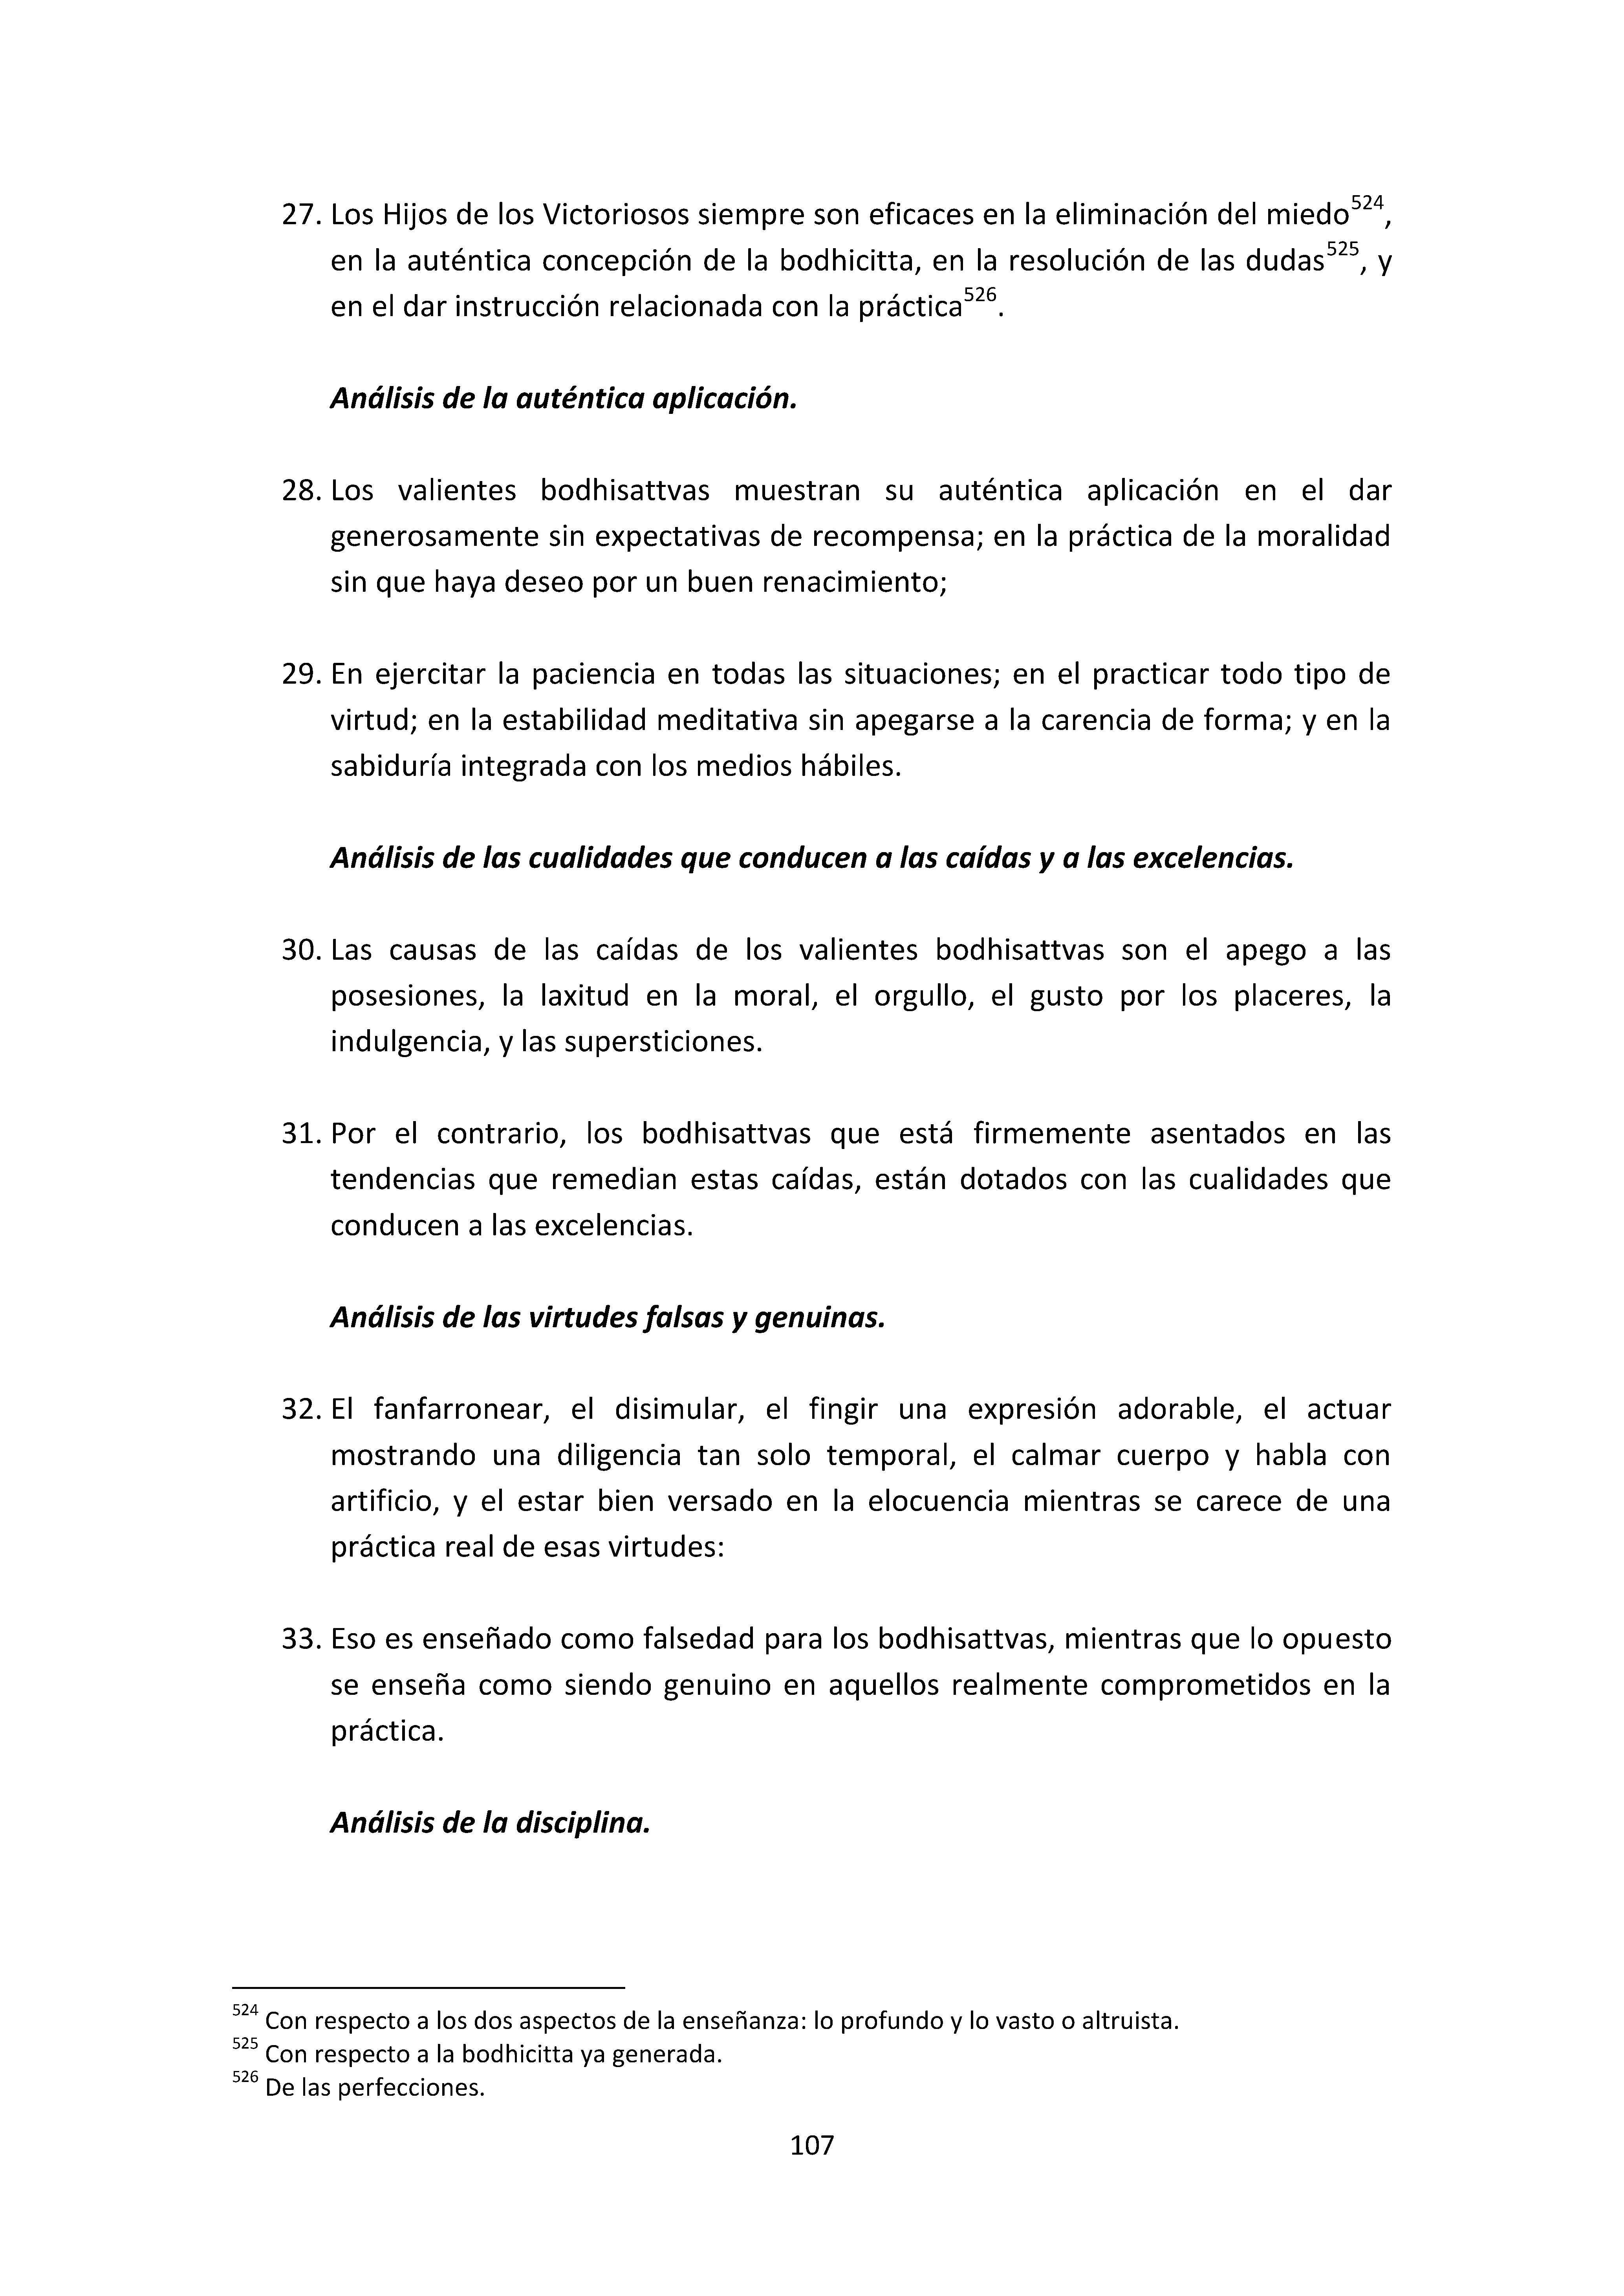 27. Los Hijos de los Victoriosos siempre son eficaces en la eliminación del miedo524,
en la auténtica concepción de la bodhicitta, en la resolución de las dudas525, y
en el dar instrucción relacionada con la práctica526.
Análisis de la auténtica aplicación.
28. Los valientes bodhisattvas muestran su auténtica aplicación en el dar
generosamente sin expectativas de recompensa; en la práctica de la moralidad
sin que haya deseo por un buen renacimiento;
29. En ejercitar la paciencia en todas las situaciones; en el practicar todo tipo de
virtud; en la estabilidad meditativa sin apegarse a la carencia de forma; y en la
sabiduría integrada con los medios hábiles.
Análisis de las cualidades que conducen a las caídas y a las excelencias.
30. Las causas de las caídas de los valientes bodhisattvas son el apego a las
posesiones, la laxitud en la moral, el orgullo, el gusto por los placeres, la
indulgencia, y las supersticiones.
31. Por el contrario, los bodhisattvas que está firmemente asentados en las
tendencias que remedian estas caídas, están dotados con las cualidades que
conducen a las excelencias.
Análisis de las virtudes falsas y genuinas.
32. El fanfarronear, el disimular, el fingir una expresión adorable, el actuar
mostrando una diligencia tan solo temporal, el calmar cuerpo y habla con
artificio, y el estar bien versado en la elocuencia mientras se carece de una
práctica real de esas virtudes:
33. Eso es enseñado como falsedad para los bodhisattvas, mientras que lo opuesto
se enseña como siendo genuino en aquellos realmente comprometidos en la
práctica.
Análisis de la disciplina.
524 Con respecto a los dos aspectos de la enseñanza: lo profundo y lo vasto o altruista.
525 Con respecto a la bodhicitta ya generada.
526 De las perfecciones.
107